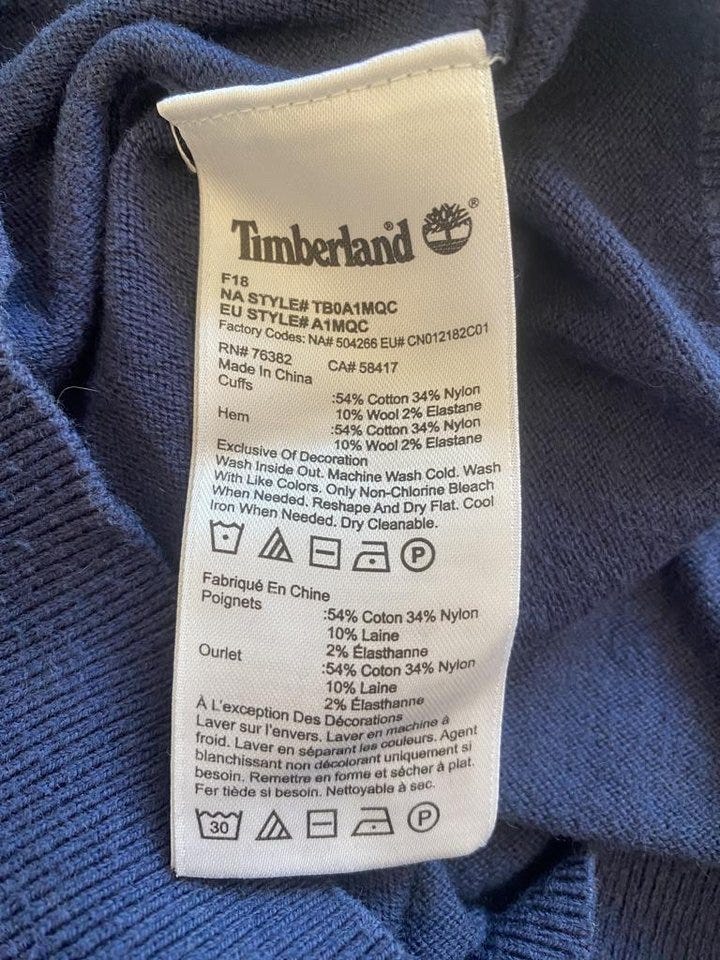 Timberland®
®
F18
NA STYLE# TB0A1MQC
EU STYLE# A1MQC
Factory Codes: NA# 504266 EU# CN012182C01
RN# 76382 CA# 58417
Made In China
Cuffs :54% Cotton 34% Nylon
10% Wool 2% Elastane
Hem :54% Cotton 34% Nylon
10% Wool 2% Elastane
Exclusive Of Decoration
Wash Inside Out. Machine Wash Cold. Wash
With Like Colors. Only Non-Chlorine Bleach
When Needed. Reshape And Dry Flat. Cool
Iron When Needed. Dry Cleanable.
P
Fabriqué En Chine
Poignets :54% Coton 34% Nylon
10% Laine
2% Élasthanne
Ourlet :54% Coton 34% Nylon
10% Laine
2% Élasthanne
À L'exception Des Décorations
Laver sur l'envers. Laver en machine à
froid. Laver en séparant les couleurs. Agent
blanchissant non décolorant uniquement si
besoin. Remettre en forme et sécher à plat.
Fer tiède si besoin. Nettoyable à sec.
30 P